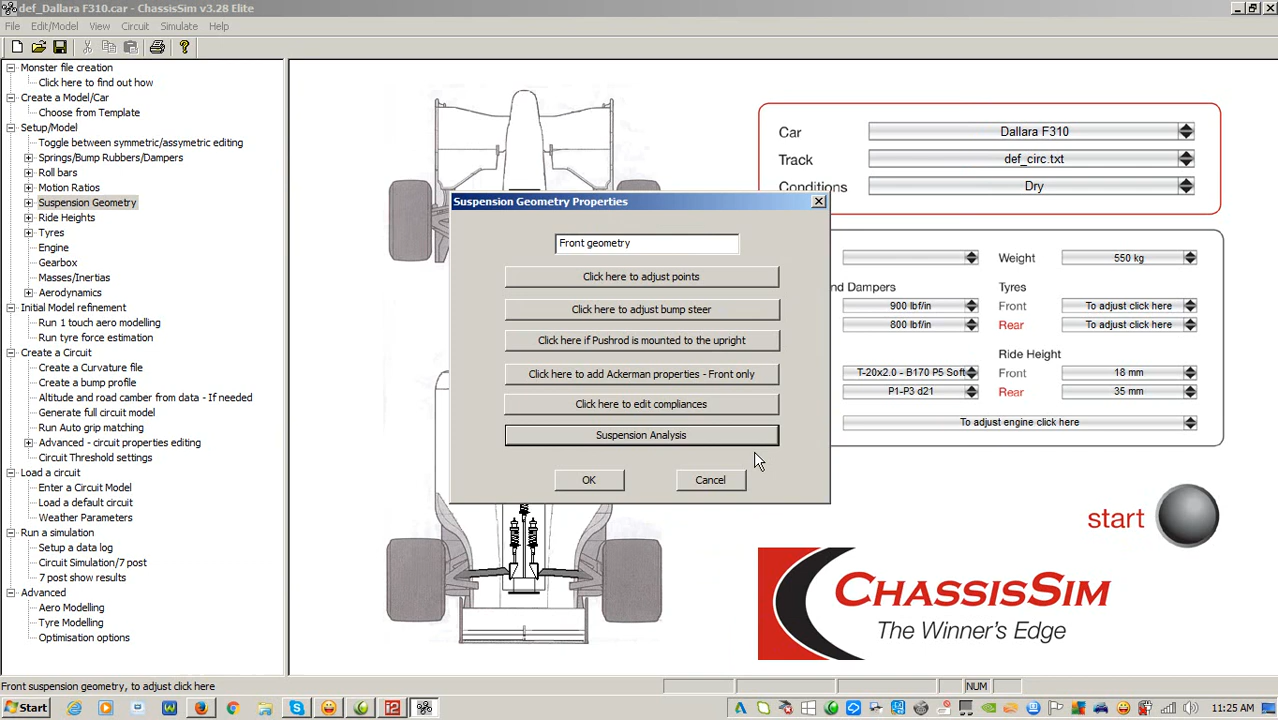 def_Dallara F310.car - ChassisSim v3.28 Elite
File Edit/Model View Circuit Simulate Help
Monster file creation
Click here to find out how
Create a Model/Car
Choose from Template
Setup/Model
Toggle between symmetric/assymetric editing
Springs/Bump Rubbers/Dampers
Roll bars
Motion Ratios
Suspension Geometry
Ride Heights
Tyres
Engine
Gearbox
Masses/Inertias
Aerodynamics
Initial Model refinement
Run 1 touch aero modelling
Run tyre force estimation
Create a Circuit
Create a Curvature file
Create a bump profile
Altitude and road camber from data - If needed
Generate full circuit model
Run Auto grip matching
Advanced - circuit properties editing
Circuit Threshold settings
Load a circuit
Enter a Circuit Model
Load a default circuit
Weather Parameters
Run a simulation
Setup a data log
Circuit Simulation/7 post
7 post show results
Advanced
Aero Modelling
Tyre Modelling
Optimisation options
Car Dallara F310
Track def_circ.txt
Conditions Dry
Suspension Geometry Properties
Front geometry
Click here to adjust points
Click here to adjust bump steer
Click here if Pushrod is mounted to the upright
Click here to add Ackerman properties - Front only
Click here to edit compliances
Suspension Analysis
OK Cancel
Weight 550 kg
nd Dampers Tyres
900 lbf/in Front To adjust click here
800 lbf/in Rear To adjust click here
Ride Height
T-20x2.0 - B170 P5 Soft Front 18 mm
P1-P3 d21 Rear 35 mm
To adjust engine click here
start
CHASSISSIM
The Winner's Edge
Front suspension geometry, to adjust click here NUM
Start 11:25 AM